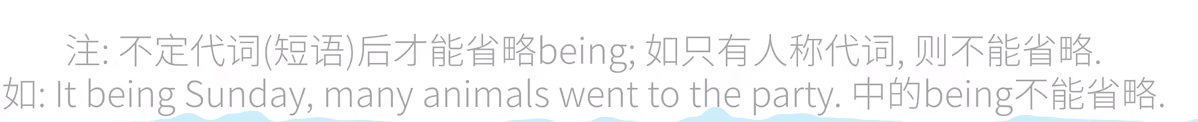 注: 不定代词(短语)后才能省略being; 如只有人称代词, 则不能省略.
如: It being Sunday, many animals went to the party. 中的being不能省略.